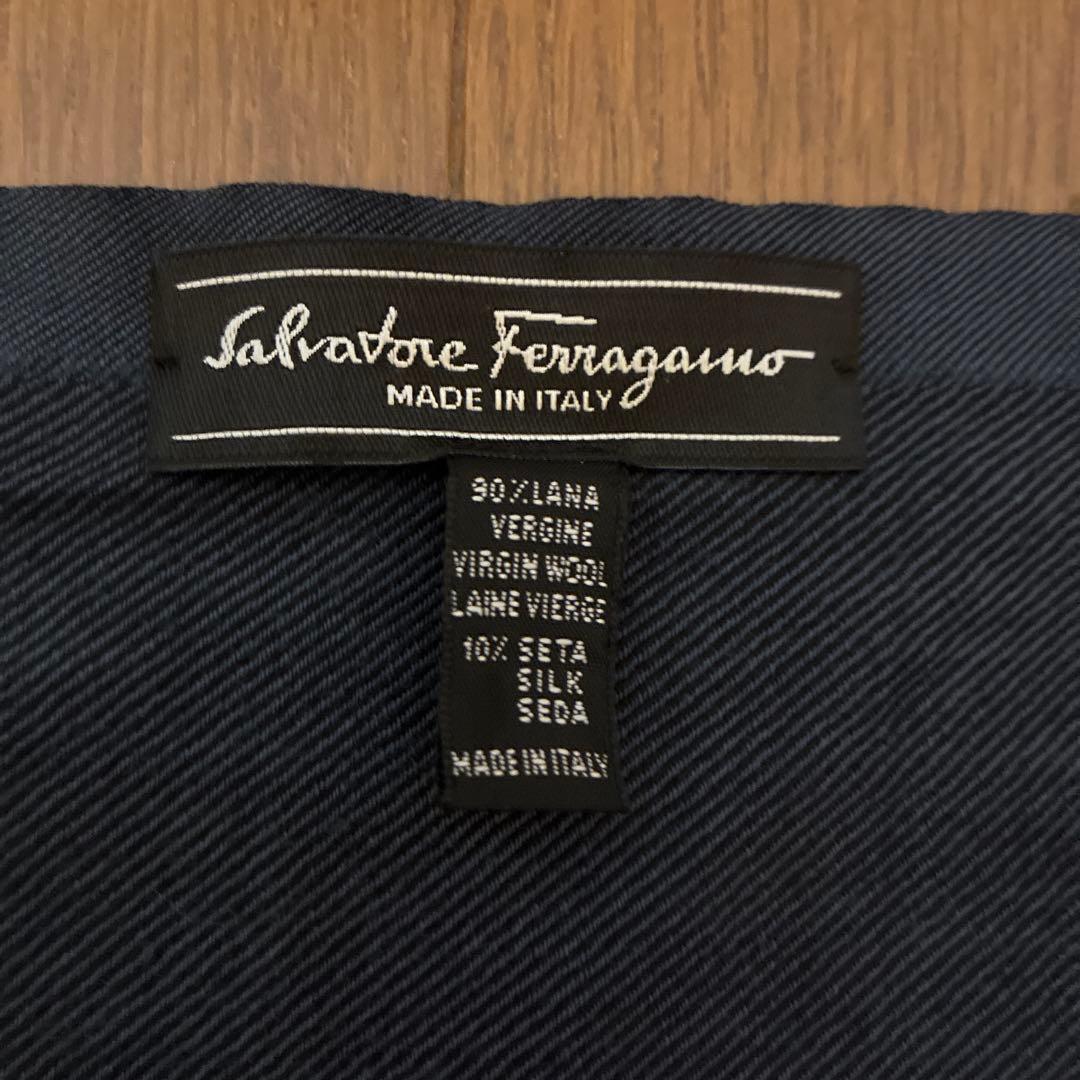 Salvatore Ferragamo
MADE IN ITALY
90% LANA
VERGINE
VIRGIN WOOL
LAINE VIERGE
10% SETA
SILK
SEDA
MADE IN ITALY